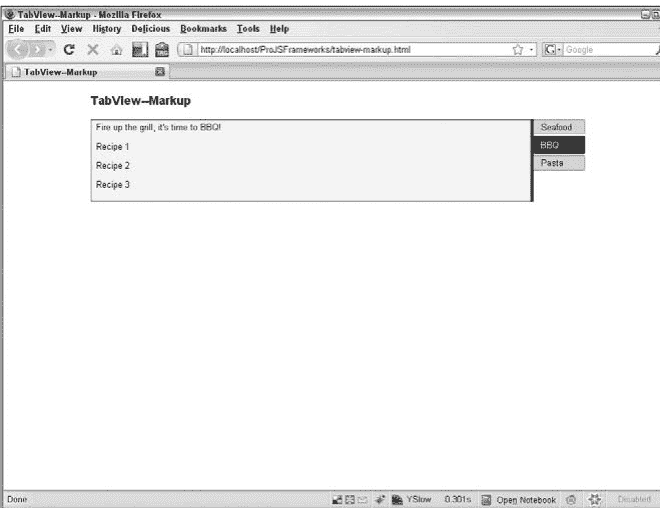 TabView--Markup - Mozilla Firefox
File Edit View History Delicious Bookmarks Tools Help
http://localhost/ProJSFrameworks/tabview-markup.html
Google
TabView--Markup
TabView--Markup
Fire up the grill, it's time to BBQ!
Recipe 1
Recipe 2
Recipe 3
Seafood
BBQ
Pasta
Done
YSlow 0.301s Open Notebook Disabled